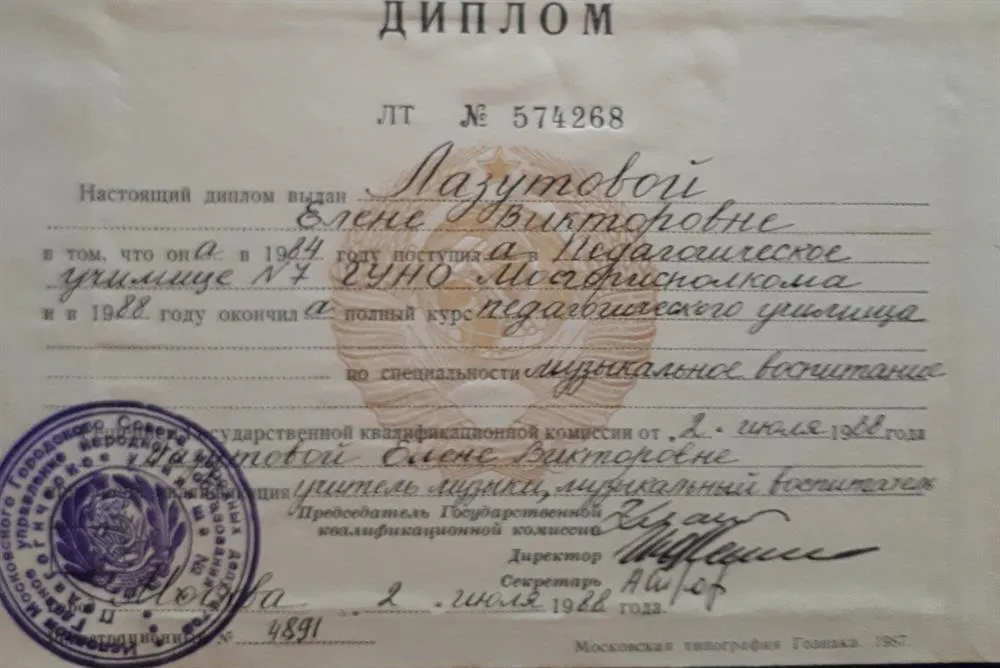 ДИПЛОМ
ЛТ № 574268
Настоящий диплом выдан Лазутовой
Елене Викторовне
в том, что она в 1984 году поступила в Педагогическое
училище N7 ГУНО Мосгорисполкома
и в 1988 году окончила полный курс педагогического училища
по специальности музыкальное воспитание
Государственной квалификационной комиссии от 2 июля 1988 года
Лазутовой Елене Викторовне
квалификация учитель музыки, музыкальный воспитатель
Председатель Государственной
квалификационной комиссии
Директор
Секретарь
Москва 2 июля 1988 года.
Регистрационный № 4891
Московская типография Гознака. 1987.